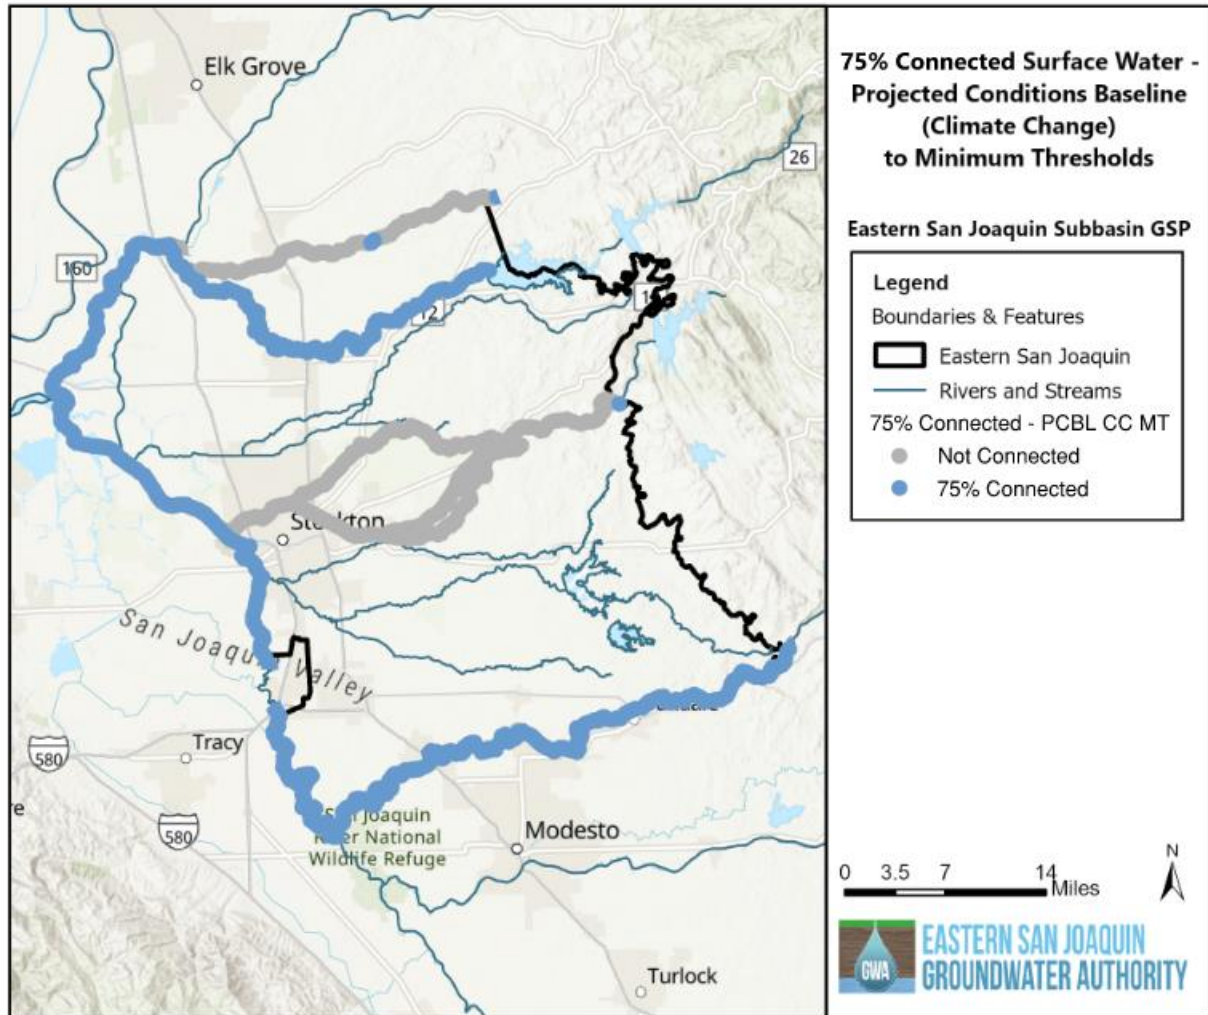 75% Connected Surface Water -
Projected Conditions Baseline
(Climate Change)
to Minimum Thresholds
Eastern San Joaquin Subbasin GSP
Legend
Boundaries & Features
Eastern San Joaquin
Rivers and Streams
75% Connected - PCBL CC MT
Not Connected
75% Connected
Elk Grove
26
160
12
Stockton
San Joaquin Valley
Tracy
580
580
Joaquin
River National
Wildlife Refuge
Modesto
Turlock
N
0 3.5 7 14
Miles
GWA
EASTERN SAN JOAQUIN
GROUNDWATER AUTHORITY